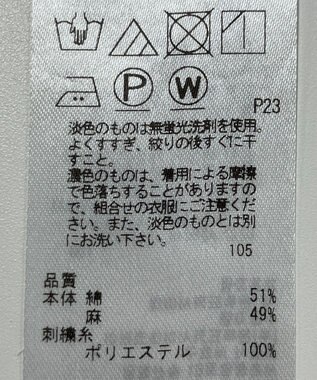 P
W
P23
淡色のものは無蛍光洗剤を使用。
よくすすぎ、絞りの後すぐに干
すこと。
濃色のものは、着用による摩擦
で色落ちすることがありますの
で、組合せの衣服にご注意くださ
い。また、淡色のものとは別
にお洗い下さい。
105
品質
本体 綿 51%
麻 49%
刺繍糸
ポリエステル 100%